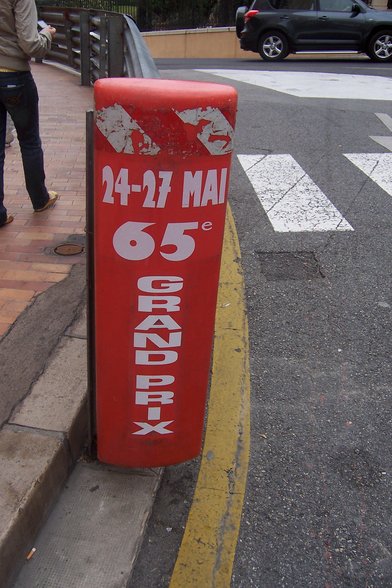 24-27 MAI
65e
GRAND PRIX